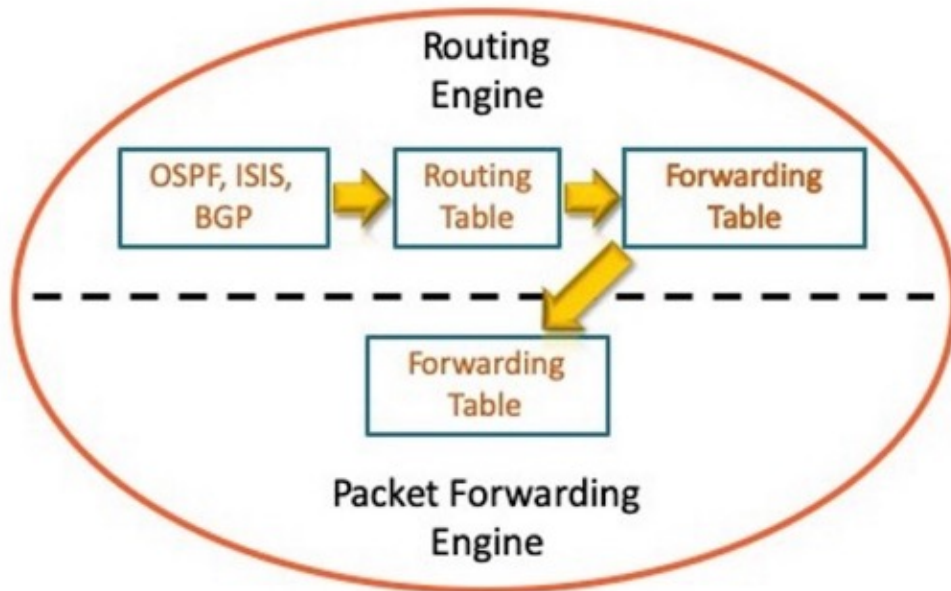 Routing
Engine
OSPF, ISIS,
BGP
Routing
Table
Forwarding
Table
Forwarding
Table
Packet Forwarding
Engine